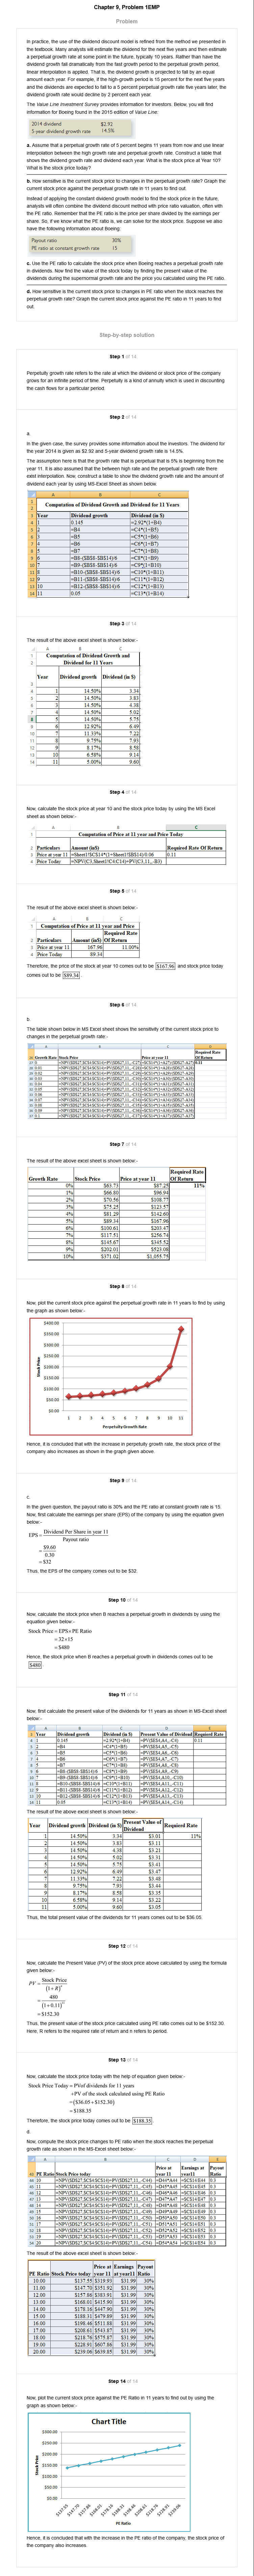 Chapter 9, Problem 1EMP
Problem
In practice, the use of the dividend discount model is refined from the method we presented in
the textbook. Many analysts will estimate the dividend for the next five years and then estimate
a perpetual growth rate at some point in the future, typically 10 years. Rather than have the
dividend growth fall dramatically from the fast growth period to the perpetual growth period,
linear interpolation is applied. That is, the dividend growth is projected to fall by an equal
amount each year. For example, if the high-growth period is 15 percent for the next five years
and the dividends are expected to fall to a 5 percent perpetual growth rate five years later, the
dividend growth rate would decline by 2 percent each year.
The Value Line Investment Survey provides information for investors. Below, you will find
information for Boeing found in the 2015 edition of Value Line:
2014 dividend $2.92
5-year dividend growth rate 14.5%
a. Assume that a perpetual growth rate of 5 percent begins 11 years from now and use linear
interpolation between the high growth rate and perpetual growth rate. Construct a table that
shows the dividend growth rate and dividend each year. What is the stock price at Year 10?
What is the stock price today?
b. How sensitive is the current stock price to changes in the perpetual growth rate? Graph the
current stock price against the perpetual growth rate in 11 years to find out.
Instead of applying the constant dividend growth model to find the stock price in the future,
analysts will often combine the dividend discount method with price ratio valuation, often with
the PE ratio. Remember that the PE ratio is the price per share divided by the earnings per
share. So, if we know what the PE ratio is, we can solve for the stock price. Suppose we also
have the following information about Boeing:
Payout ratio 30%
PE ratio at constant growth rate 15
c. Use the PE ratio to calculate the stock price when Boeing reaches a perpetual growth rate
in dividends. Now find the value of the stock today by finding the present value of the
dividends during the supernormal growth rate and the price you calculated using the PE ratio.
d. How sensitive is the current stock price to changes in PE ratio when the stock reaches the
perpetual growth rate? Graph the current stock price against the PE ratio in 11 years to find
out.
Step-by-step solution
Step 1 of 14
Perpetuity growth rate refers to the rate at which the dividend or stock price of the company
grows for an infinite period of time. Perpetuity is a kind of annuity which is used in discounting
the cash flows for a particular period.
Step 2 of 14
a.
In the given case, the survey provides some information about the investors. The dividend for
the year 2014 is given as $2.92 and 5-year dividend growth rate is 14.5%.
The assumption here is that the growth rate that is perpetual that is 5% is beginning from the
year 11. it is also assumed that the between high rate and the perpetual growth rate there
exist interpolation. Now, construct a table to show the dividend growth rate and the amount of
dividend each year by using MS-Excel Sheet as shown below.
A B C
Computation of Dividend Growth and Dividend for 11 Years
Year Dividend growth Dividend (in $)
1 0.145 =2.92*(1+B4)
2 =B4 =C4*(1+B5)
3 =B5 =C5*(1+B6)
4 =B6 =C6*(1+B7)
5 =B7 =C7*(1+B8)
6 =B8-($B$8-$B$14)/6 =C8*(1+B9)
7 =B9-($B$8-$B$14)/6 =C9*(1+B10)
8 =B10-($B$8-$B$14)/6 =C10*(1+B11)
9 =B11-($B$8-$B$14)/6 =C11*(1+B12)
10 =B12-($B$8-$B$14)/6 =C12*(1+B13)
11 0.05 =C13*(1+B14)
Step 3 of 14
The result of the above excel sheet is shown below:-
A B C
Computation of Dividend Growth and
Dividend for 11 Years
Year Dividend growth Dividend (in $)
1 14.50% 3.34
2 14.50% 3.83
3 14.50% 4.38
4 14.50% 5.02
5 14.50% 5.75
6 12.92% 6.49
7 11.33% 7.22
8 9.75% 7.93
9 8.17% 8.58
10 6.58% 9.14
11 5.00% 9.60
Step 4 of 14
Now, calculate the stock price at year 10 and the stock price today by using the MS Excel
sheet as shown below:-
A B C
Computation of Price at 11 year and Price Today
Particulars Amount (in$) Required Rate Of Return
Price at year 11 =Sheet1!$C$14*(1+Sheet1!$B$14)/0.06 0.11
Price Today =NPV(C3,Sheet1!C4:C14)+PV(C3,11,,-B3)
Step 5 of 14
The result of the above excel sheet is shown below:-
A B C
Computation of Price at 11 year and Price
Particulars Amount (in$) Required Rate Of Return
Price at year 11 167.96 11.00%
Price Today 89.34
Therefore, the price of the stock at year 10 comes out to be $167.96 and stock price today
comes out to be $89.34.
Step 6 of 14
b.
The table shown below in MS Excel sheet shows the sensitivity of the current stock price to
changes in the perpetual growth rate:-
Growth Rate Stock Price Price at year 11 Required Rate Of Return
Step 7 of 14
The result of the above excel sheet is shown below:-
Growth Rate Stock Price Price at year 11 Required Rate Of Return
0% $63.73 $87.25 11%
1% $66.80 $96.94
2% $70.56 $108.77
3% $75.25 $123.57
4% $81.29 $142.60
5% $89.34 $167.96
6% $100.61 $203.47
7% $117.51 $256.74
8% $145.67 $345.52
9% $202.01 $523.08
10% $371.02 $1,055.75
Step 8 of 14
Now, plot the current stock price against the perpetual growth rate in 11 years to find by using
the graph as shown below:-
$400.00
$350.00
$300.00
$250.00
$200.00
$150.00
$100.00
$50.00
$0.00
Stock Price
1 2 3 4 5 6 7 8 9 10 11
Perpetuity Growth Rate
Hence, it is concluded that with the increase in perpetuity growth rate, the stock price of the
company also increases as shown in the graph given above.
Step 9 of 14
c.
In the given question, the payout ratio is 30% and the PE ratio at constant growth rate is 15.
Now, first calculate the earnings per share (EPS) of the company by using the equation given
below:-
EPS = Dividend Per Share in year 11 / Payout ratio
= $9.60 / 0.30
= $32
Thus, the EPS of the company comes out to be $32.
Step 10 of 14
Now, calculate the stock price when B reaches a perpetual growth in dividends by using the
equation given below:-
Stock Price = EPS×PE Ratio
= 32×15
= $480
Hence, the stock price when B reaches a perpetual growth in dividends comes out to be
$480.
Step 11 of 14
Now, first calculate the present value of the dividends for 11 years as shown in MS-Excel sheet
below:-
A B C D E
Year Dividend growth Dividend (in $) Present Value of Dividend Required Rate
1 0.145 =2.92*(1+B4) =PV($E$4,A4,,-C4) 0.11
2 =B4 =C4*(1+B5) =PV($E$4,A5,,-C5)
3 =B5 =C5*(1+B6) =PV($E$4,A6,,-C6)
4 =B6 =C6*(1+B7) =PV($E$4,A7,,-C7)
5 =B7 =C7*(1+B8) =PV($E$4,A8,,-C8)
6 =B8-($B$8-$B$14)/6 =C8*(1+B9) =PV($E$4,A9,,-C9)
7 =B9-($B$8-$B$14)/6 =C9*(1+B10) =PV($E$4,A10,,-C10)
8 =B10-($B$8-$B$14)/6 =C10*(1+B11) =PV($E$4,A11,,-C11)
9 =B11-($B$8-$B$14)/6 =C11*(1+B12) =PV($E$4,A12,,-C12)
10 =B12-($B$8-$B$14)/6 =C12*(1+B13) =PV($E$4,A13,,-C13)
11 0.05 =C13*(1+B14) =PV($E$4,A14,,-C14)
The result of the above excel sheet is shown below:-
Year Dividend growth Dividend (in $) Present Value of Dividend Required Rate
1 14.50% 3.34 $3.01 11%
2 14.50% 3.83 $3.11
3 14.50% 4.38 $3.21
4 14.50% 5.02 $3.31
5 14.50% 5.75 $3.41
6 12.92% 6.49 $3.47
7 11.33% 7.22 $3.48
8 9.75% 7.93 $3.44
9 8.17% 8.58 $3.35
10 6.58% 9.14 $3.22
11 5.00% 9.60 $3.05
Thus, the total present value of the dividends for 11 years comes out to be $36.05.
Step 12 of 14
Now, calculate the Present Value (PV) of the stock price above calculated by using the formula
given below:-
PV = Stock Price / (1+R)^n
= 480 / (1+0.11)^11
= $152.30
Thus, the present value of the stock price calculated using PE ratio comes out to be $152.30.
Here, R refers to the required rate of return and n refers to period.
Step 13 of 14
Now, calculate the stock price today with the help of equation given below:-
Stock Price Today = PVof dividends for 11 years
+PV of the stock calculated using PE Ratio
=($36.05+$152.30)
= $188.35
Therefore, the stock price today comes out to be $188.35.
d.
Now, compute the stock price changes to PE ratio when the stock reaches the perpetual
growth rate as shown in the MS-Excel sheet below:-
A B C D E
PE Ratio Stock Price today Price at year 11 Earnings at year11 Payout Ratio
The result of the above excel sheet is shown below:-
PE Ratio Stock Price today Price at year 11 Earnings at year11 Payout Ratio
10.00 $137.55 $319.93 $31.99 30%
11.00 $147.70 $351.92 $31.99 30%
12.00 $157.86 $383.91 $31.99 30%
13.00 $168.01 $415.90 $31.99 30%
14.00 $178.16 $447.90 $31.99 30%
15.00 $188.31 $479.89 $31.99 30%
16.00 $198.46 $511.88 $31.99 30%
17.00 $208.61 $543.87 $31.99 30%
18.00 $218.76 $575.87 $31.99 30%
19.00 $228.91 $607.86 $31.99 30%
20.00 $239.06 $639.85 $31.99 30%
Step 14 of 14
Now, plot the current stock price against the PE Ratio in 11 years to find out by using the
graph as shown below:-
Chart Title
$300.00
$250.00
$200.00
$150.00
$100.00
$50.00
$0.00
Stock Price
$137.55 $147.70 $157.86 $168.01 $178.16 $188.31 $198.46 $208.61 $218.76 $228.91 $239.06
PE Ratio
Hence, it is concluded that with the increase in the PE ratio of the company, the stock price of
the company also increases.